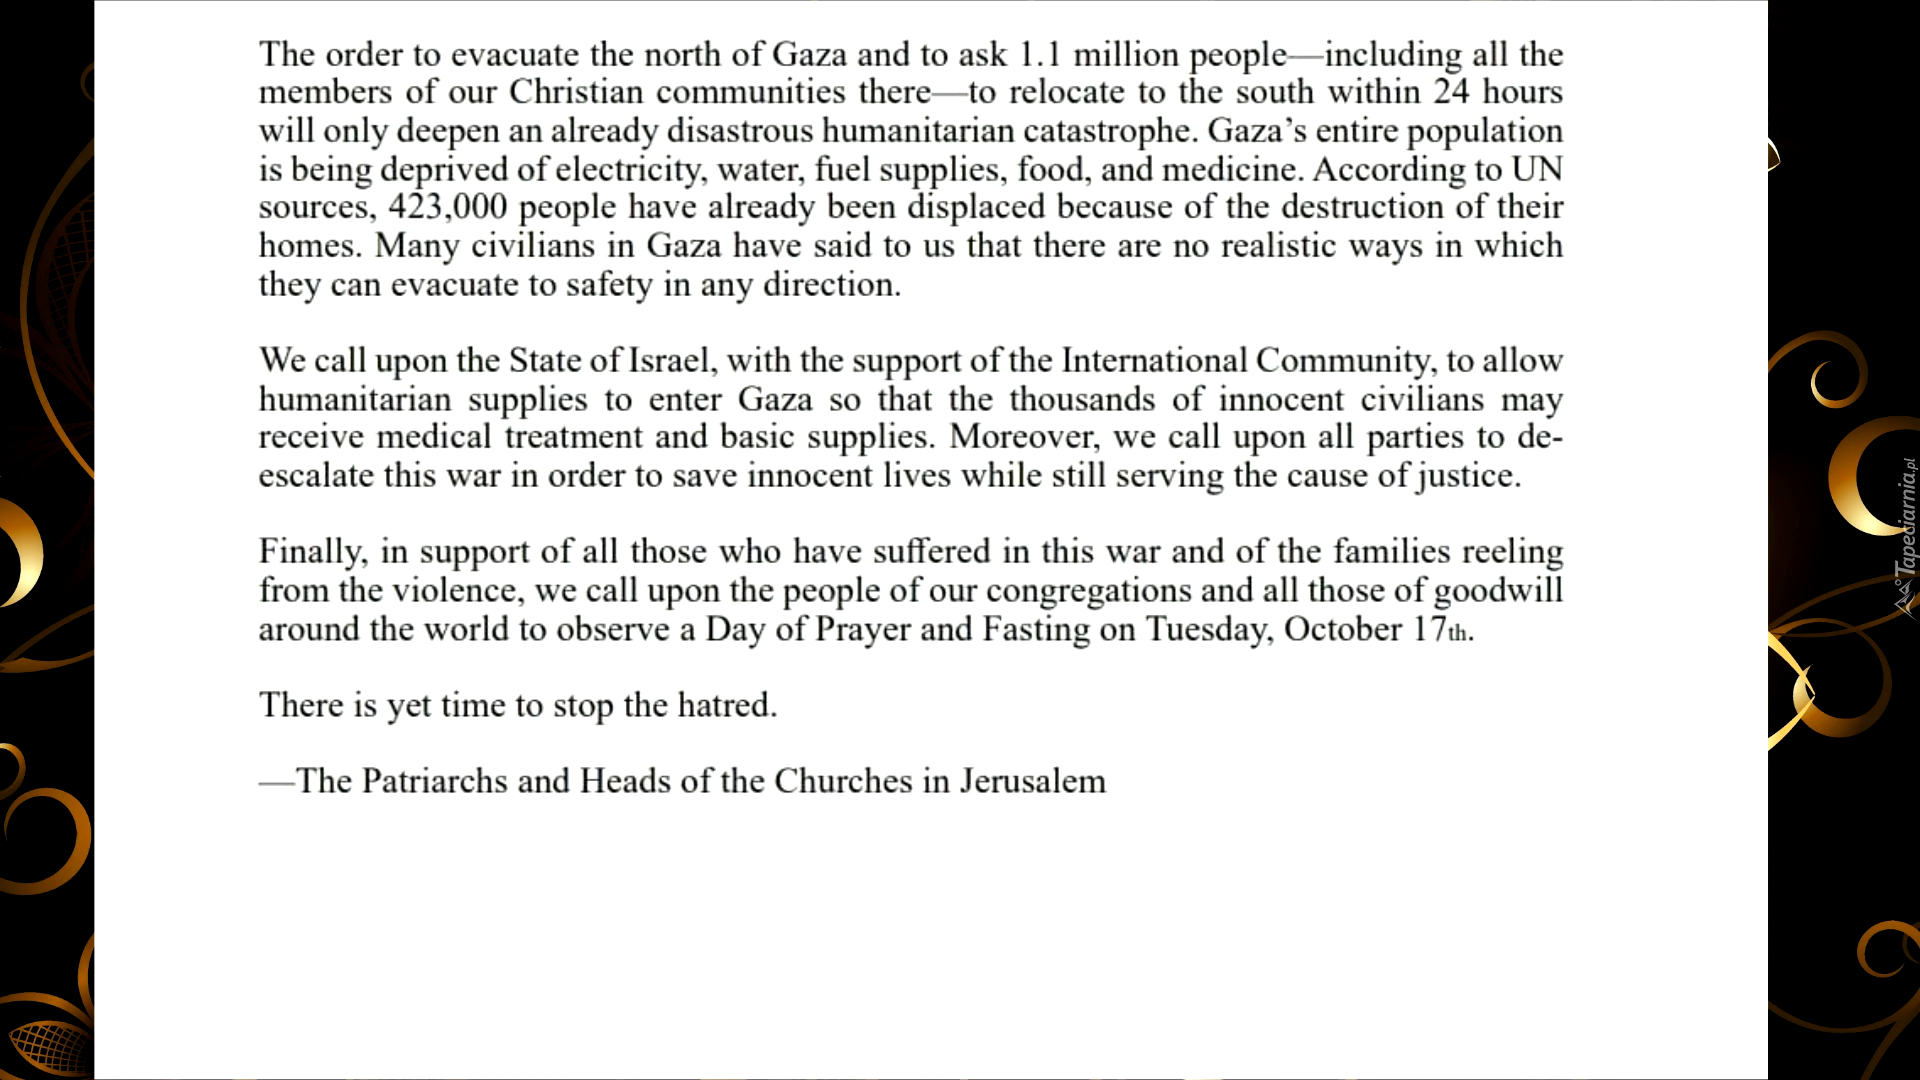 The order to evacuate the north of Gaza and to ask 1.1 million people—including all the
members of our Christian communities there—to relocate to the south within 24 hours
will only deepen an already disastrous humanitarian catastrophe. Gaza’s entire population
is being deprived of electricity, water, fuel supplies, food, and medicine. According to UN
sources, 423,000 people have already been displaced because of the destruction of their
homes. Many civilians in Gaza have said to us that there are no realistic ways in which
they can evacuate to safety in any direction.
We call upon the State of Israel, with the support of the International Community, to allow
humanitarian supplies to enter Gaza so that the thousands of innocent civilians may
receive medical treatment and basic supplies. Moreover, we call upon all parties to de-
escalate this war in order to save innocent lives while still serving the cause of justice.
Finally, in support of all those who have suffered in this war and of the families reeling
from the violence, we call upon the people of our congregations and all those of goodwill
around the world to observe a Day of Prayer and Fasting on Tuesday, October 17th.
There is yet time to stop the hatred.
—The Patriarchs and Heads of the Churches in Jerusalem
Tapeciarnia.pl